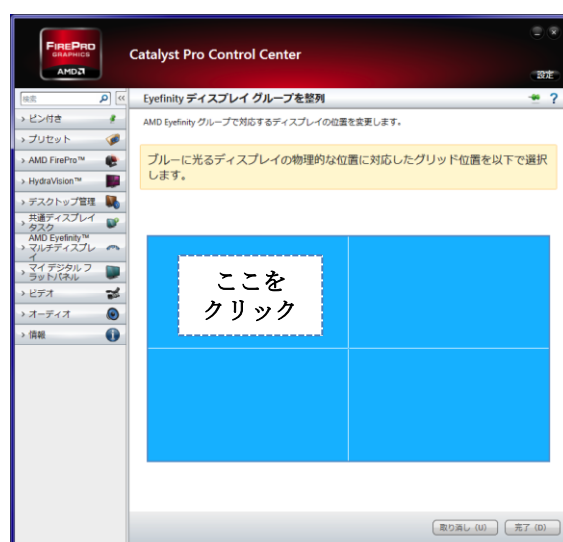 FIREPRO
GRAPHICS
AMD
Catalyst Pro Control Center
設定
検索
Eyefinity ディスプレイ グループを整列
?
AMD Eyefinity グループで対応するディスプレイの位置を変更します。
ブルーに光るディスプレイの物理的な位置に対応したグリッド位置を以下で選択
します。
ピン付き
プリセット
AMD FirePro™
HydraVision™
デスクトップ管理
共通ディスプレイ
タスク
AMD Eyefinity™
マルチディスプレ
イ
マイ デジタル フ
ラットパネル
ビデオ
オーディオ
情報
ここを
クリック
取り消し (U)
完了 (D)